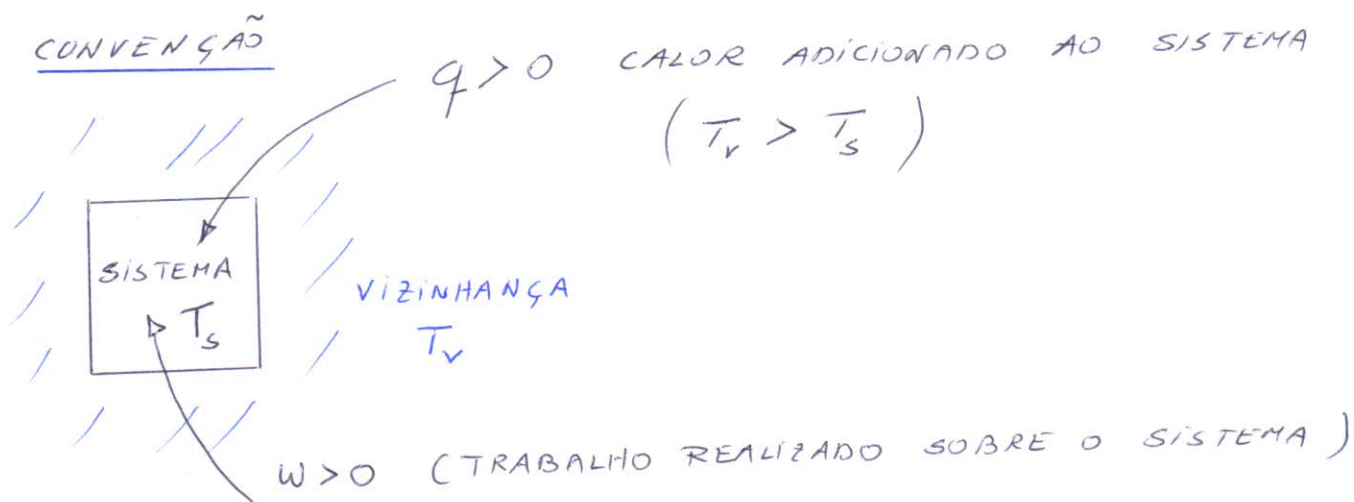 CONVENÇÃO
q > 0 CALOR ADICIONADO AO SISTEMA
(Tv > Ts)
SISTEMA
Ts
VIZINHANÇA
Tv
w > 0 (TRABALHO REALIZADO SOBRE O SISTEMA)